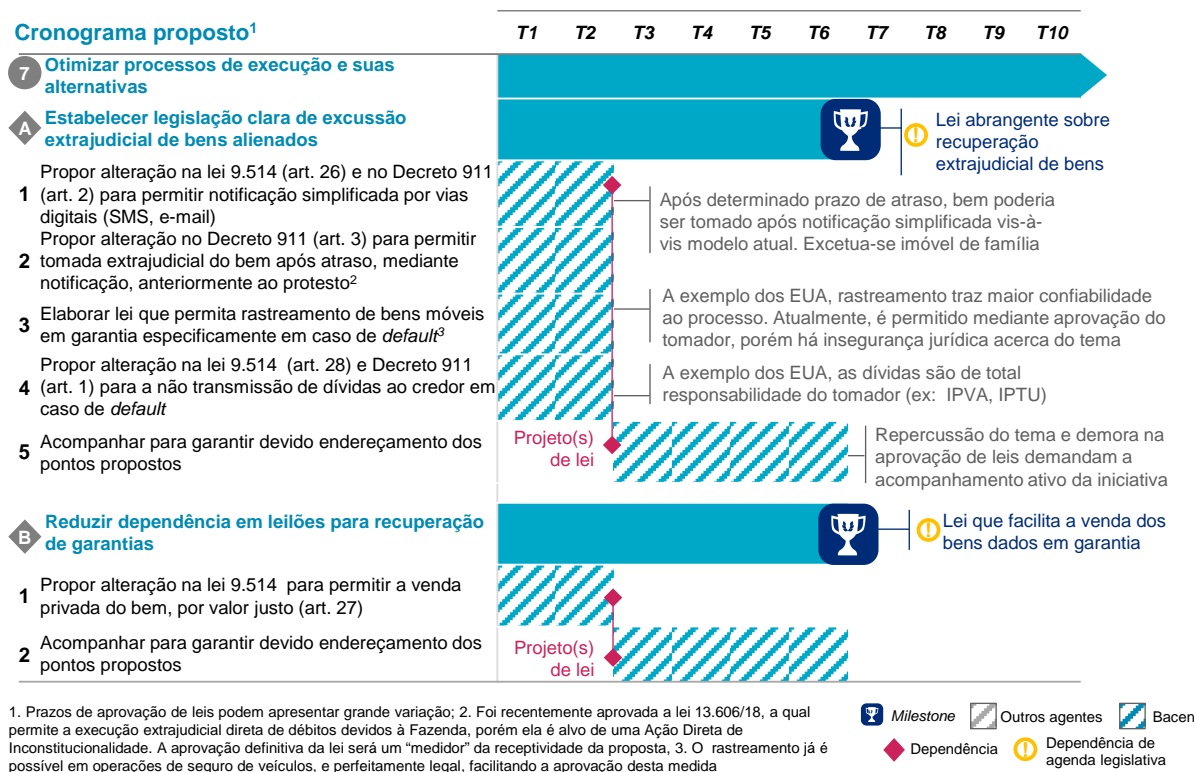 Cronograma proposto1
T1 T2 T3 T4 T5 T6 T7 T8 T9 T10
7
Otimizar processos de execução e suas
alternativas
A
Estabelecer legislação clara de excussão
extrajudicial de bens alienados
Lei abrangente sobre
recuperação
extrajudicial de bens
1
Propor alteração na lei 9.514 (art. 26) e no Decreto 911
(art. 2) para permitir notificação simplificada por vias
digitais (SMS, e-mail)
Após determinado prazo de atraso, bem poderia
ser tomado após notificação simplificada vis-à-
vis modelo atual. Excetua-se imóvel de família
2
Propor alteração no Decreto 911 (art. 3) para permitir
tomada extrajudicial do bem após atraso, mediante
notificação, anteriormente ao protesto2
3
Elaborar lei que permita rastreamento de bens móveis
em garantia especificamente em caso de default3
A exemplo dos EUA, rastreamento traz maior confiabilidade
ao processo. Atualmente, é permitido mediante aprovação do
tomador, porém há insegurança jurídica acerca do tema
4
Propor alteração na lei 9.514 (art. 28) e Decreto 911
(art. 1) para a não transmissão de dívidas ao credor em
caso de default
A exemplo dos EUA, as dívidas são de total
responsabilidade do tomador (ex: IPVA, IPTU)
5
Acompanhar para garantir devido endereçamento dos
pontos propostos
Projeto(s)
de lei
Repercussão do tema e demora na
aprovação de leis demandam a
acompanhamento ativo da iniciativa
B
Reduzir dependência em leilões para recuperação
de garantias
Lei que facilita a venda dos
bens dados em garantia
1
Propor alteração na lei 9.514 para permitir a venda
privada do bem, por valor justo (art. 27)
2
Acompanhar para garantir devido endereçamento dos
pontos propostos
Projeto(s)
de lei
1. Prazos de aprovação de leis podem apresentar grande variação; 2. Foi recentemente aprovada a lei 13.606/18, a qual
permite a execução extrajudicial direta de débitos devidos à Fazenda, porém ela é alvo de uma Ação Direta de
Inconstitucionalidade. A aprovação definitiva da lei será um “medidor” da receptividade da proposta, 3. O rastreamento já é
possível em operações de seguro de veículos, e perfeitamente legal, facilitando a aprovação desta medida
Milestone
Outros agentes
Bacen
Dependência
Dependência de
agenda legislativa